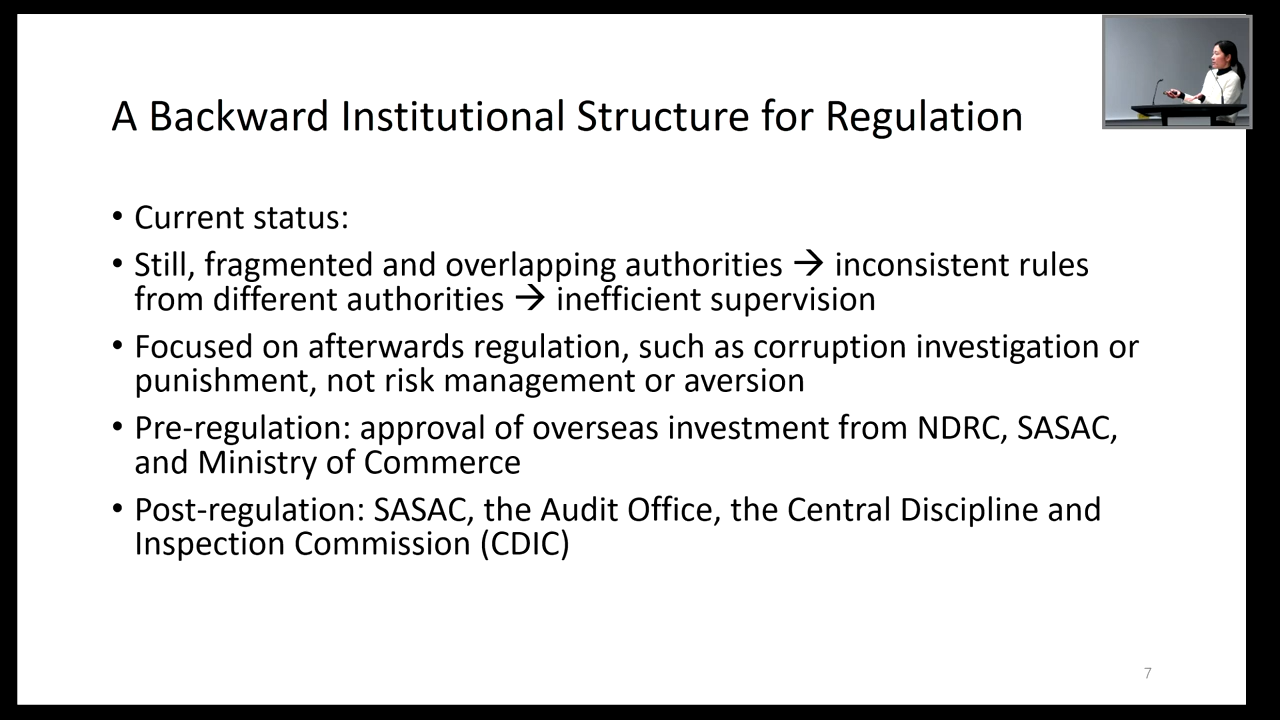 A Backward Institutional Structure for Regulation
• Current status:
• Still, fragmented and overlapping authorities → inconsistent rules
from different authorities → inefficient supervision
• Focused on afterwards regulation, such as corruption investigation or
punishment, not risk management or aversion
• Pre-regulation: approval of overseas investment from NDRC, SASAC,
and Ministry of Commerce
• Post-regulation: SASAC, the Audit Office, the Central Discipline and
Inspection Commission (CDIC)
7